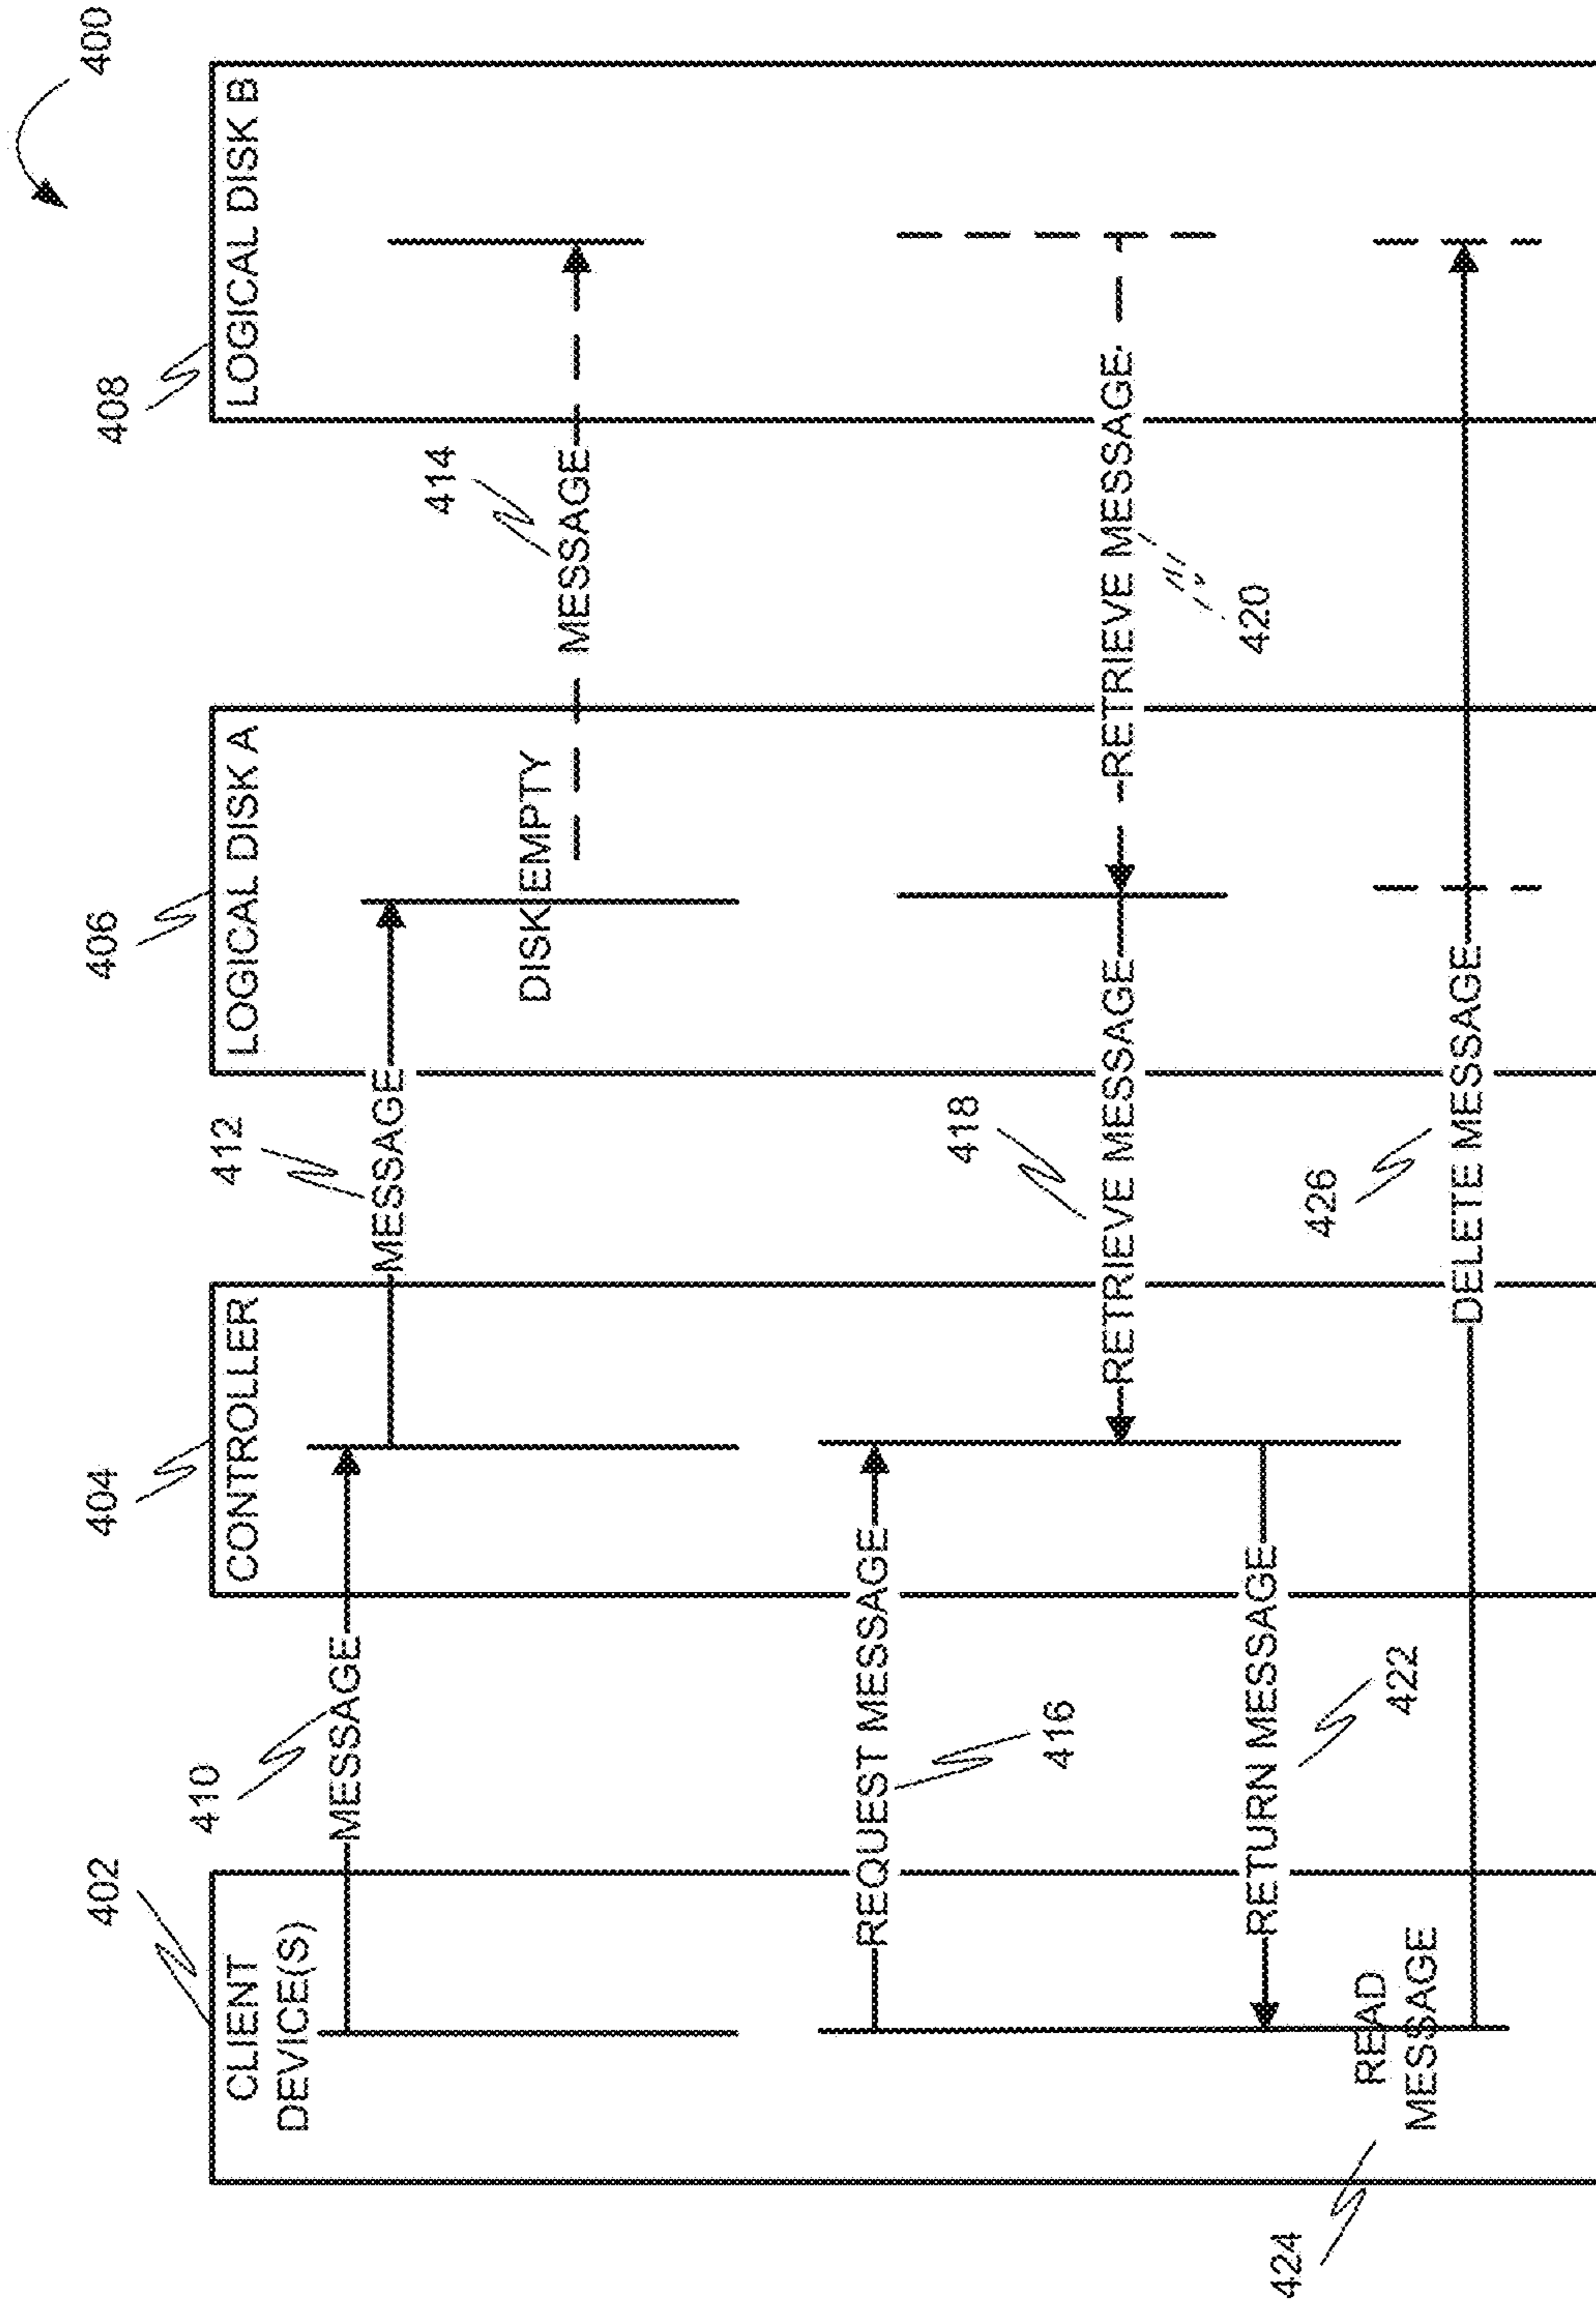 400
402
404
406
408
CLIENT
DEVICE(S)
CONTROLLER
LOGICAL DISK A
LOGICAL DISK B
410
MESSAGE
412
MESSAGE
DISK EMPTY
414
MESSAGE
REQUEST MESSAGE
416
418
RETRIEVE MESSAGE
RETRIEVE MESSAGE
420
RETURN MESSAGE
422
424
READ
MESSAGE
426
DELETE MESSAGE